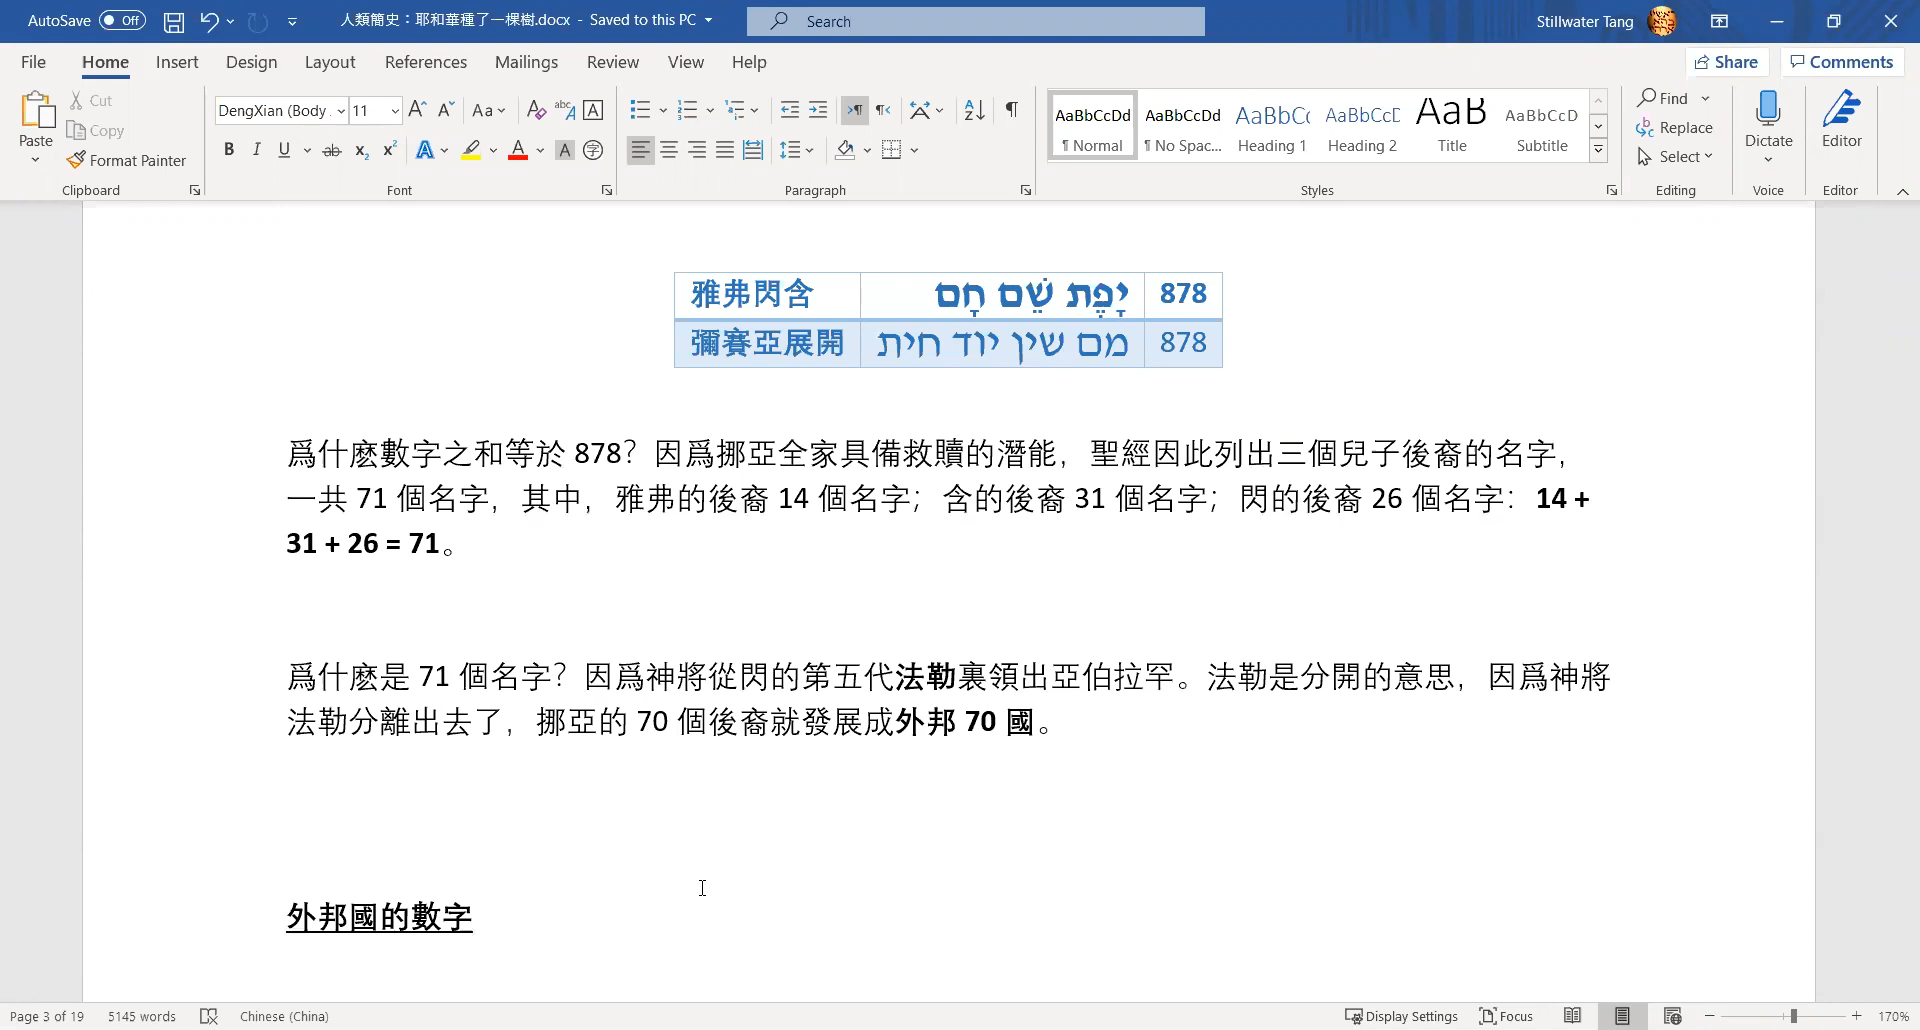 AutoSave Off 人類簡史：耶和華種了一棵樹.docx - Saved to this PC Search Stillwater Tang
File Home Insert Design Layout References Mailings Review View Help Share Comments
Paste Cut Copy Format Painter Clipboard
DengXian (Body 11 Aa Font
Paragraph
AaBbCcDd AaBbCcDd AaBbCc AaBbCcD AaB AaBbCcD
¶ Normal ¶ No Spac... Heading 1 Heading 2 Title Subtitle
Styles
Find Replace Select Editing
Dictate Voice
Editor Editor
雅弗閃含 יָפֶת שֵׁם חָם 878
彌賽亞展開 מם שין יוד חית 878
爲什麽數字之和等於 878？因爲挪亞全家具備救贖的潛能，聖經因此列出三個兒子後裔的名字，
一共 71 個名字，其中，雅弗的後裔 14 個名字；含的後裔 31 個名字；閃的後裔 26 個名字：14 +
31 + 26 = 71。
爲什麽是 71 個名字？因爲神將從閃的第五代法勒裏領出亞伯拉罕。法勒是分開的意思，因爲神將
法勒分離出去了，挪亞的 70 個後裔就發展成外邦 70 國。
外邦國的數字
Page 3 of 19 5145 words Chinese (China) Display Settings Focus 170%